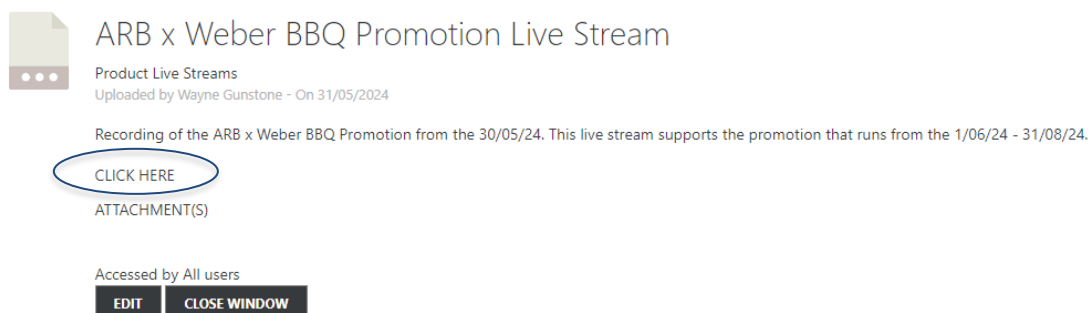 ARB x Weber BBQ Promotion Live Stream
Product Live Streams
Uploaded by Wayne Gunstone - On 31/05/2024
Recording of the ARB x Weber BBQ Promotion from the 30/05/24. This live stream supports the promotion that runs from the 1/06/24 - 31/08/24.
CLICK HERE
ATTACHMENT(S)
Accessed by All users
EDIT CLOSE WINDOW